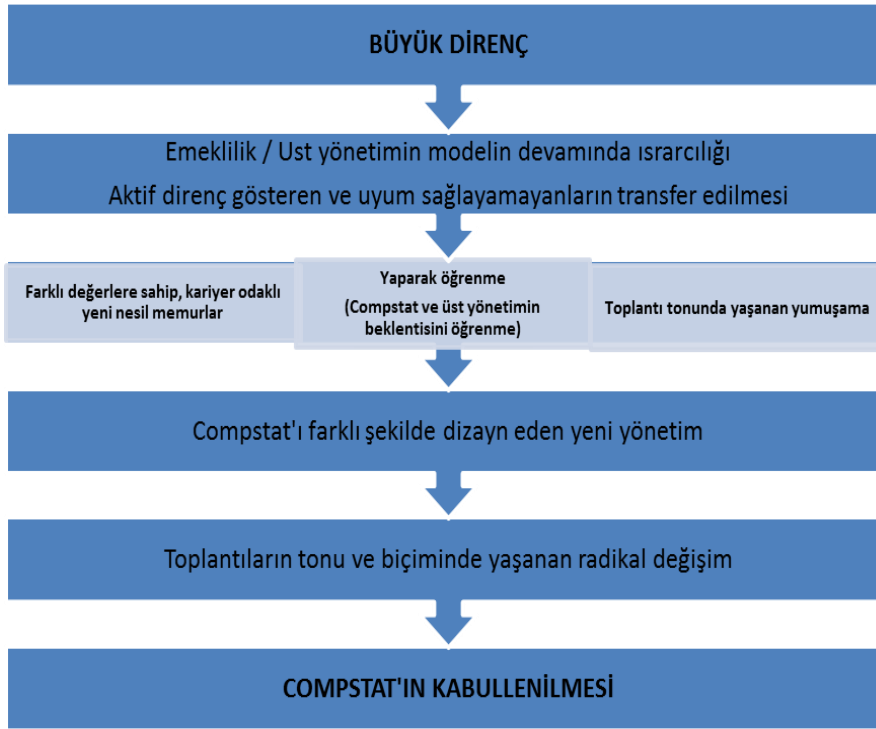 BÜYÜK DİRENÇ
Emeklilik / Ust yönetimin modelin devamında ısrarcılığı
Aktif direnç gösteren ve uyum sağlayamayanların transfer edilmesi
Farklı değerlere sahip, kariyer odaklı
yeni nesil memurlar
Yaparak öğrenme
(Compstat ve üst yönetimin
beklentisini öğrenme)
Toplantı tonunda yaşanan yumuşama
Compstat'ı farklı şekilde dizayn eden yeni yönetim
Toplantıların tonu ve biçiminde yaşanan radikal değişim
COMPSTAT'IN KABULLENİLMESİ